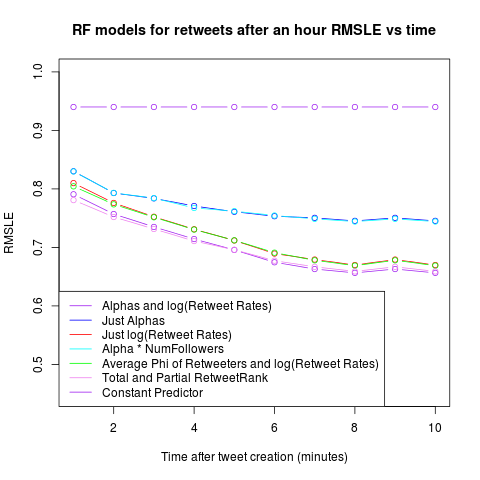 RF models for retweets after an hour RMSLE vs time
RMSLE
1.0
0.9
0.8
0.7
0.6
0.5
Alphas and log(Retweet Rates)
Just Alphas
Just log(Retweet Rates)
Alpha * NumFollowers
Average Phi of Retweeters and log(Retweet Rates)
Total and Partial RetweetRank
Constant Predictor
2 4 6 8 10
Time after tweet creation (minutes)